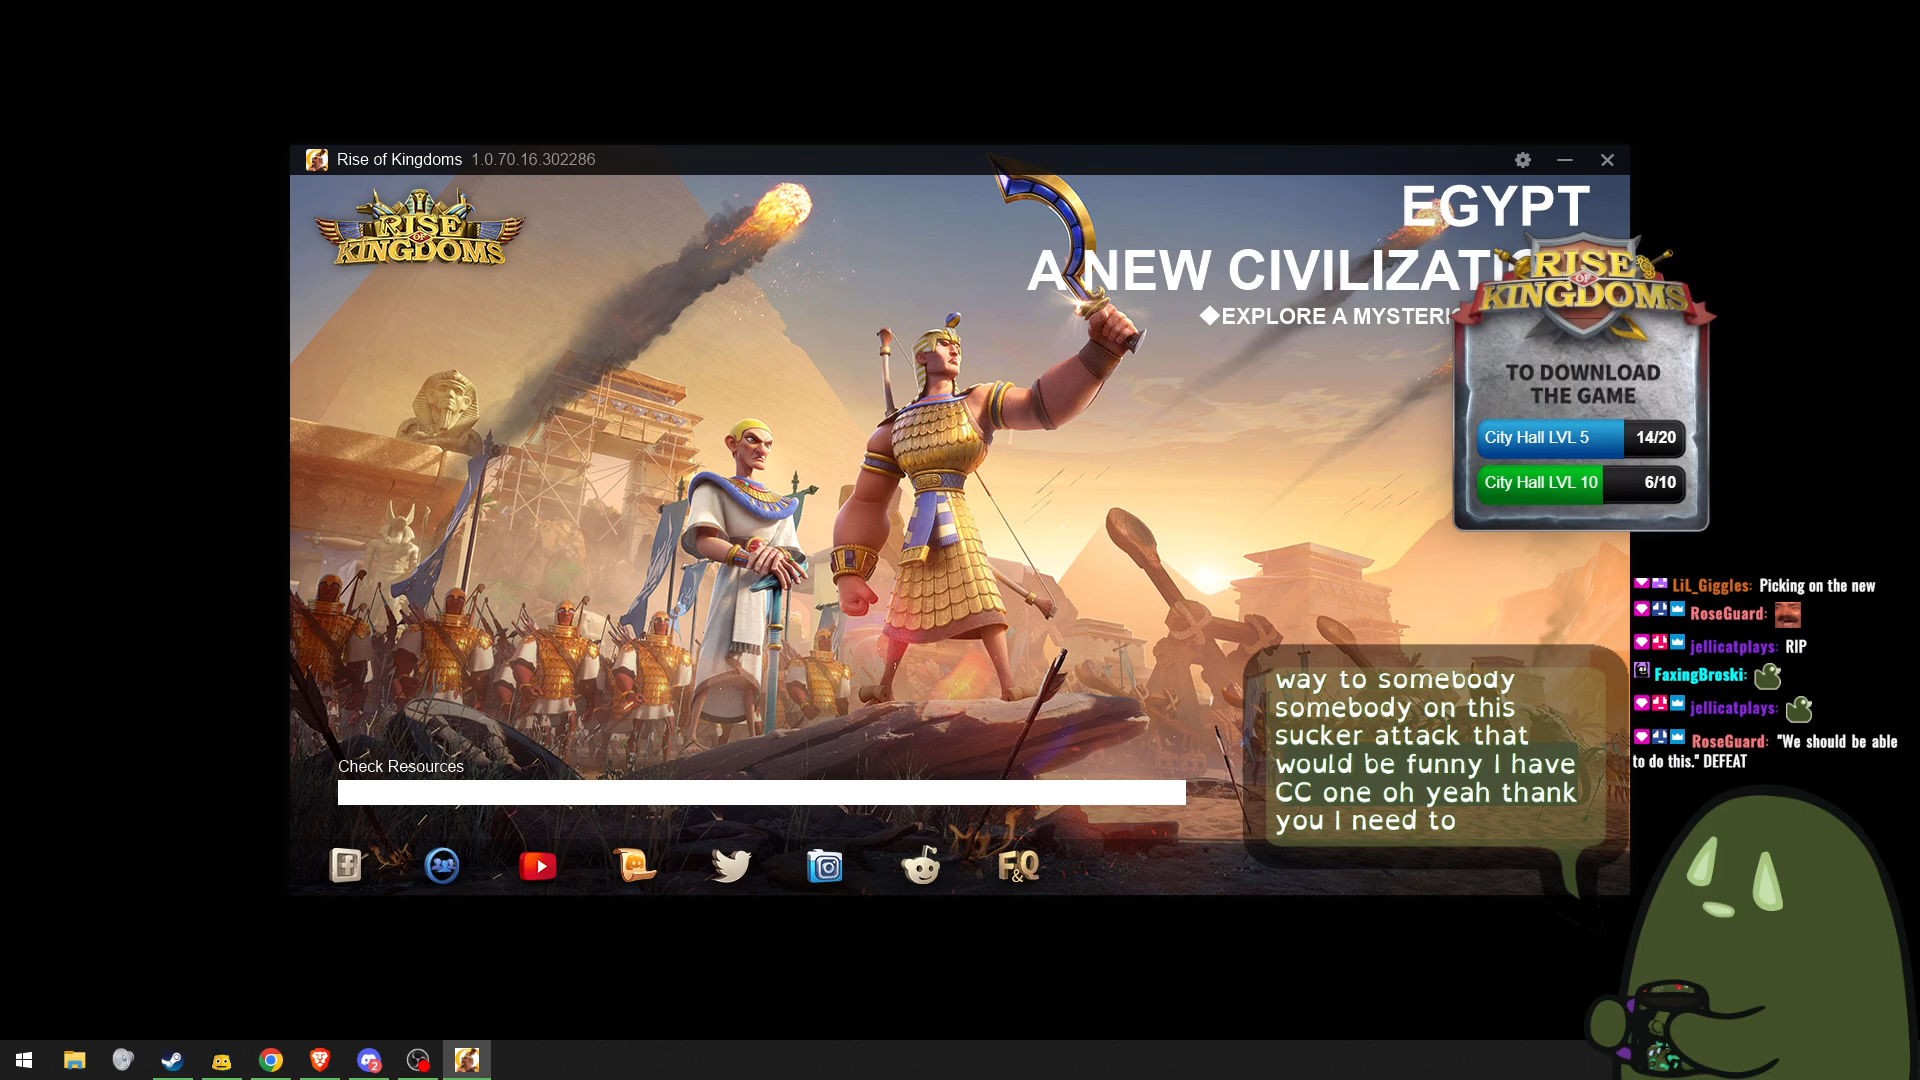 Rise of Kingdoms 1.0.70.16.302286
RISE
OF
KINGDOMS
EGYPT
A NEW CIVILIZATI
◆EXPLORE A MYSTERI
RISE
OF
KINGDOMS
TO DOWNLOAD
THE GAME
City Hall LVL 5 14/20
City Hall LVL 10 6/10
LiL_Giggles: Picking on the new
RoseGuard:
jellicatplays: RIP
FaxingBroski:
jellicatplays:
RoseGuard: "We should be able
to do this." DEFEAT
way to somebody
somebody on this
sucker attack that
would be funny I have
CC one oh yeah thank
you I need to
Check Resources
F&Q
2